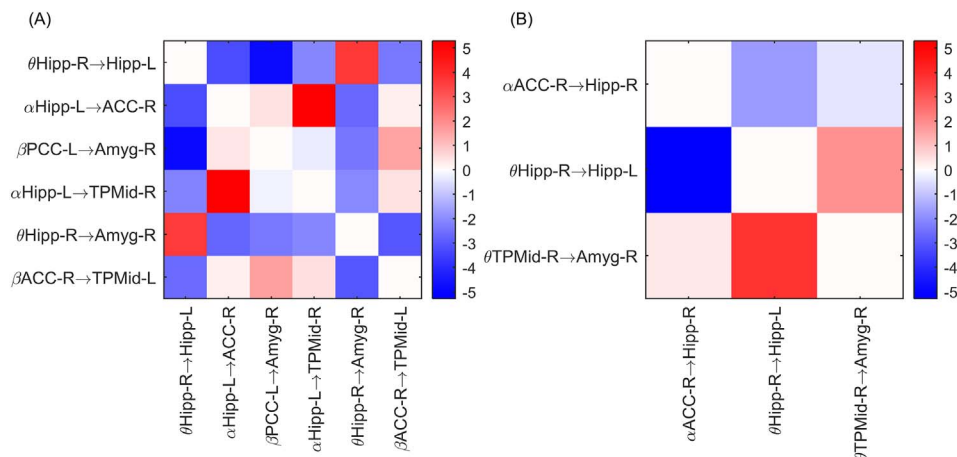 (A)
θHipp-R→Hipp-L
αHipp-L→ACC-R
βPCC-L→Amyg-R
αHipp-L→TPMid-R
θHipp-R→Amyg-R
βACC-R→TPMid-L
θHipp-R→Hipp-L
αHipp-L→ACC-R
βPCC-L→Amyg-R
αHipp-L→TPMid-R
θHipp-R→Amyg-R
βACC-R→TPMid-L
5
4
3
2
1
0
-1
-2
-3
-4
-5
(B)
αACC-R→Hipp-R
θHipp-R→Hipp-L
θTPMid-R→Amyg-R
αACC-R→Hipp-R
θHipp-R→Hipp-L
θTPMid-R→Amyg-R
5
4
3
2
1
0
-1
-2
-3
-4
-5